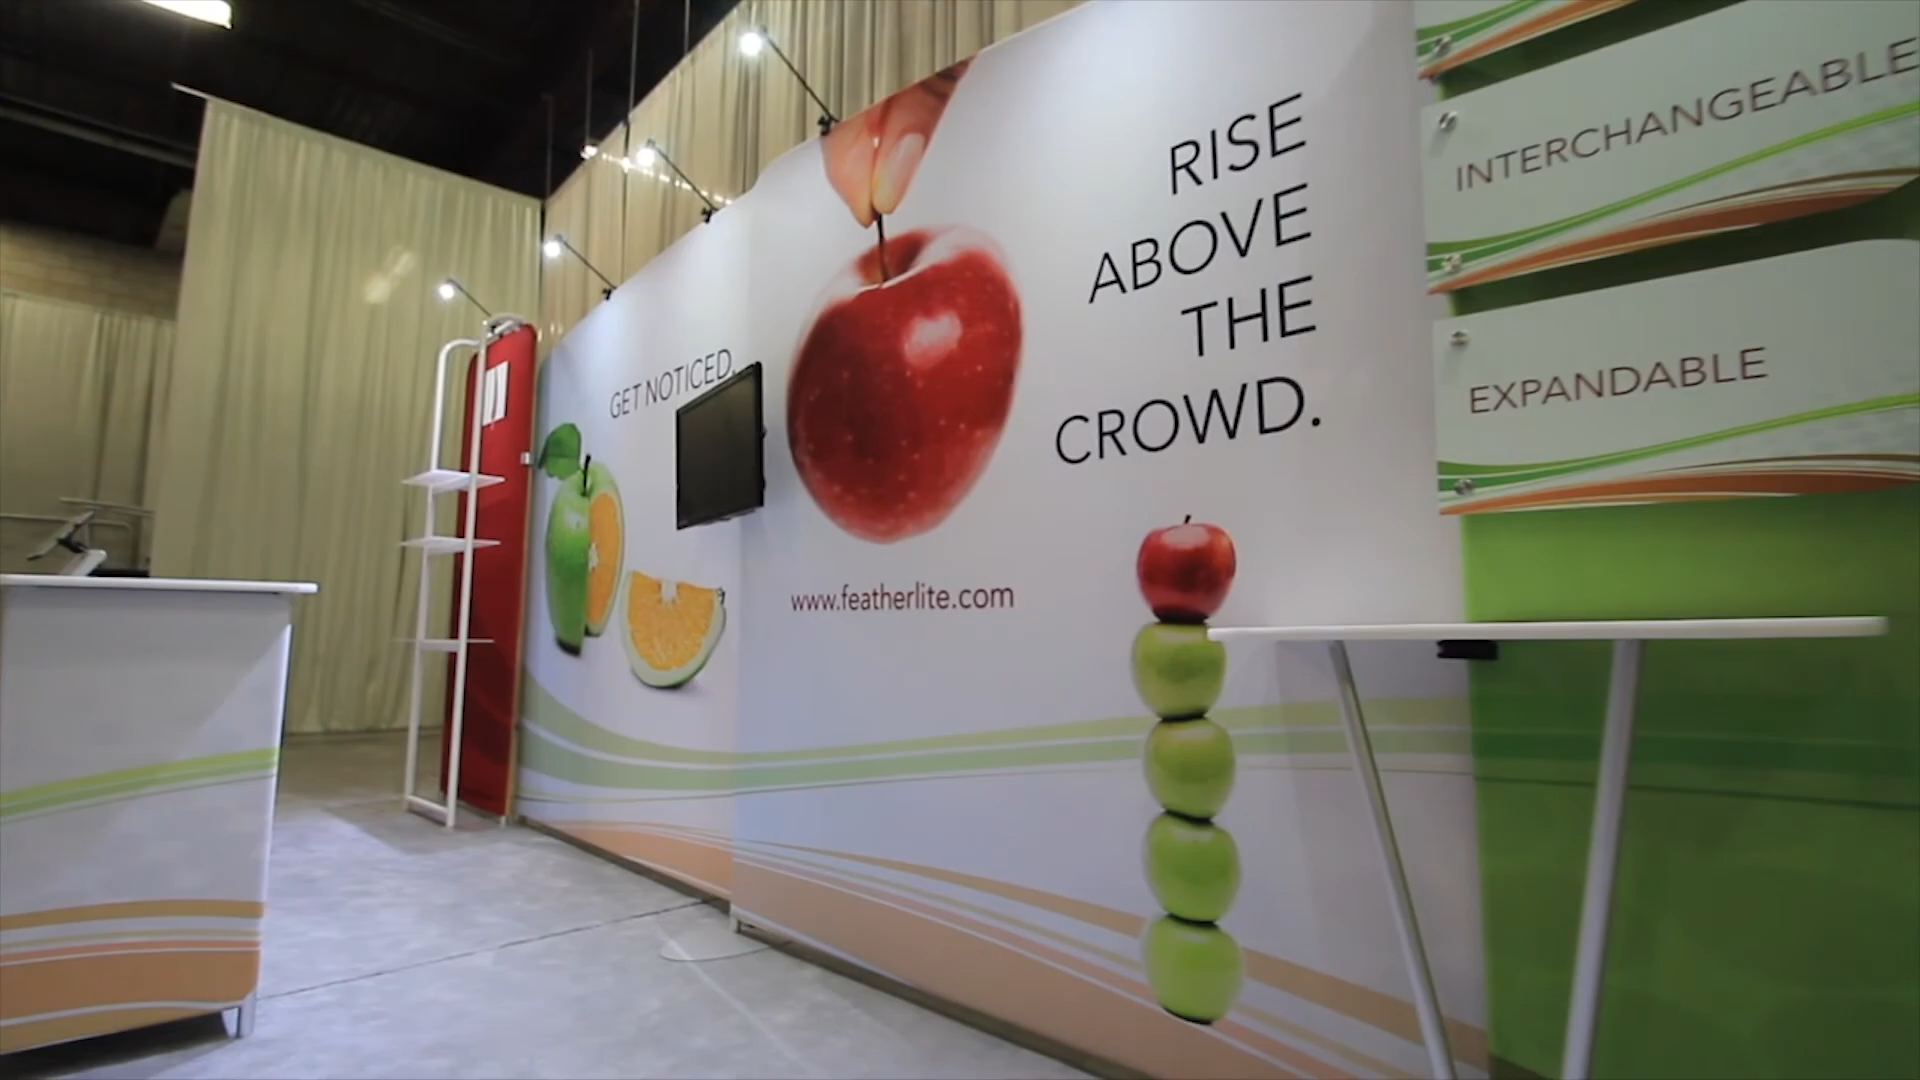 GET NOTICED.
RISE
ABOVE
THE
CROWD.
www.featherlite.com
INTERCHANGEABLE
EXPANDABLE